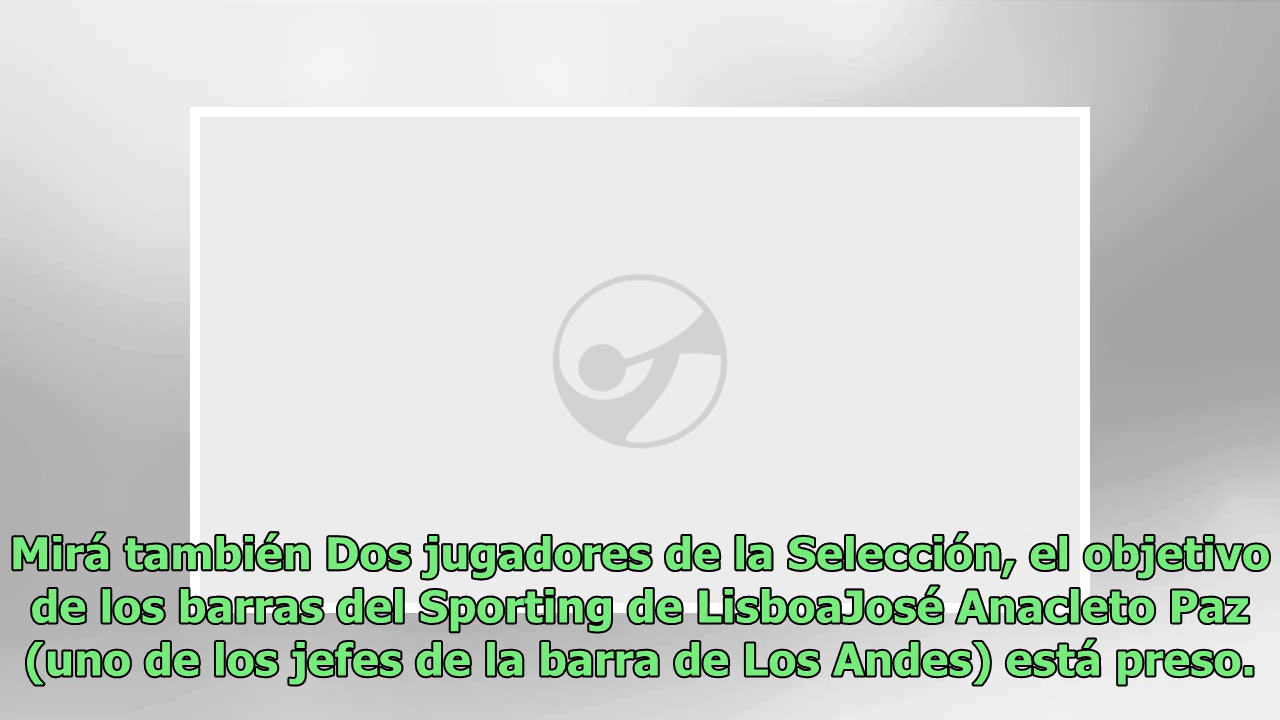 Mirá también Dos jugadores de la Selección, el objetivo
de los barras del Sporting de LisboaJosé Anacleto Paz
(uno de los jefes de la barra de Los Andes) está preso.